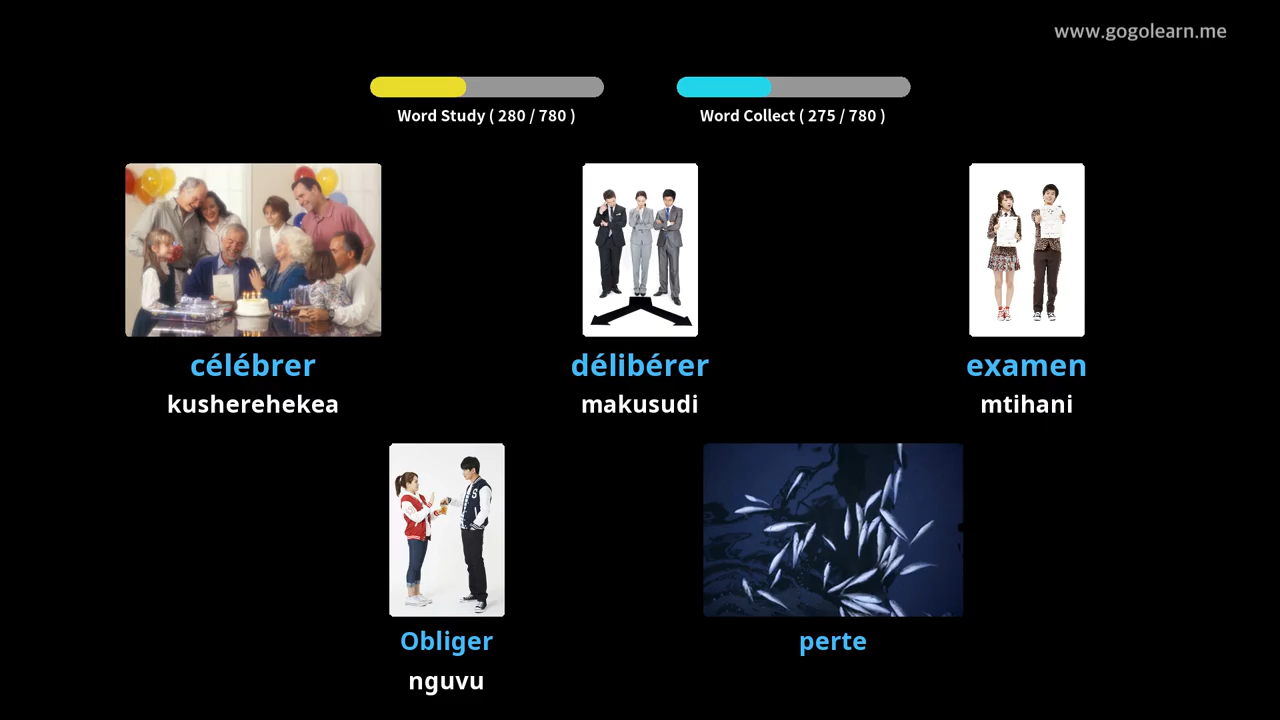 www.gogolearn.me
Word Study ( 280 / 780 )
Word Collect ( 275 / 780 )
célébrer
kusherehekea
délibérer
makusudi
examen
mtihani
Obliger
nguvu
perte